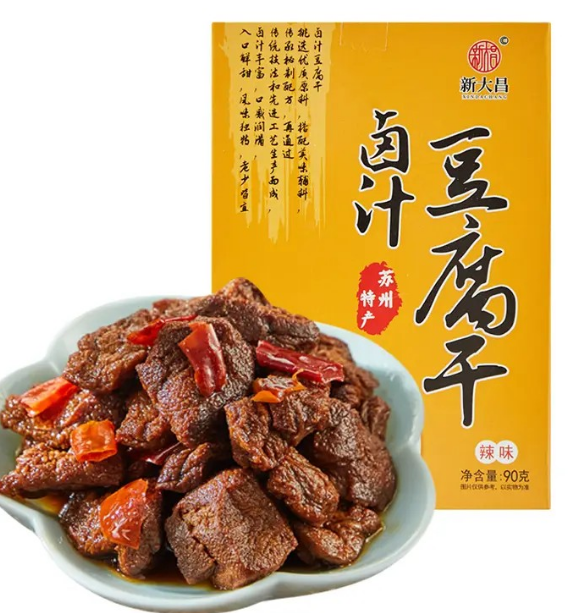 卤汁豆腐干
挑选优质原料，搭配美味辅料，
传承秘制配方，再通过
传统技法和先进工艺生产而成，
卤汁丰富，口感润滑，
入口鲜甜，风味独特，老少皆宜
新大昌
卤汁
豆腐干
苏州
特产
辣味
净含量:90克
图片仅供参考，以实物为准